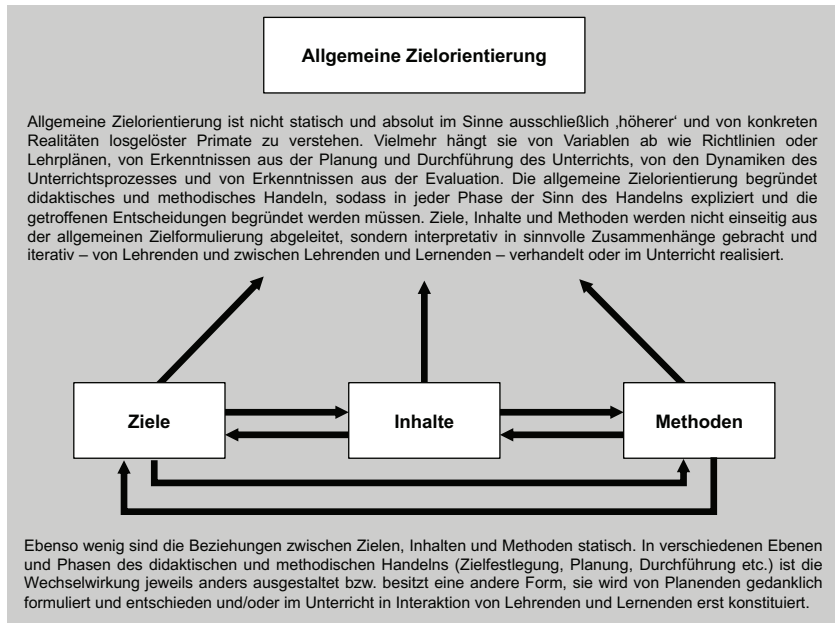 Allgemeine Zielorientierung
Allgemeine Zielorientierung ist nicht statisch und absolut im Sinne ausschließlich ‚höherer‘ und von konkreten
Realitäten losgelöster Primate zu verstehen. Vielmehr hängt sie von Variablen ab wie Richtlinien oder
Lehrplänen, von Erkenntnissen aus der Planung und Durchführung des Unterrichts, von den Dynamiken des
Unterrichtsprozesses und von Erkenntnissen aus der Evaluation. Die allgemeine Zielorientierung begründet
didaktisches und methodisches Handeln, sodass in jeder Phase der Sinn des Handelns expliziert und die
getroffenen Entscheidungen begründet werden müssen. Ziele, Inhalte und Methoden werden nicht einseitig aus
der allgemeinen Zielformulierung abgeleitet, sondern interpretativ in sinnvolle Zusammenhänge gebracht und
iterativ – von Lehrenden und zwischen Lehrenden und Lernenden – verhandelt oder im Unterricht realisiert.
Ziele
Inhalte
Methoden
Ebenso wenig sind die Beziehungen zwischen Zielen, Inhalten und Methoden statisch. In verschiedenen Ebenen
und Phasen des didaktischen und methodischen Handelns (Zielfestlegung, Planung, Durchführung etc.) ist die
Wechselwirkung jeweils anders ausgestaltet bzw. besitzt eine andere Form, sie wird von Planenden gedanklich
formuliert und entschieden und/oder im Unterricht in Interaktion von Lehrenden und Lernenden erst konstituiert.